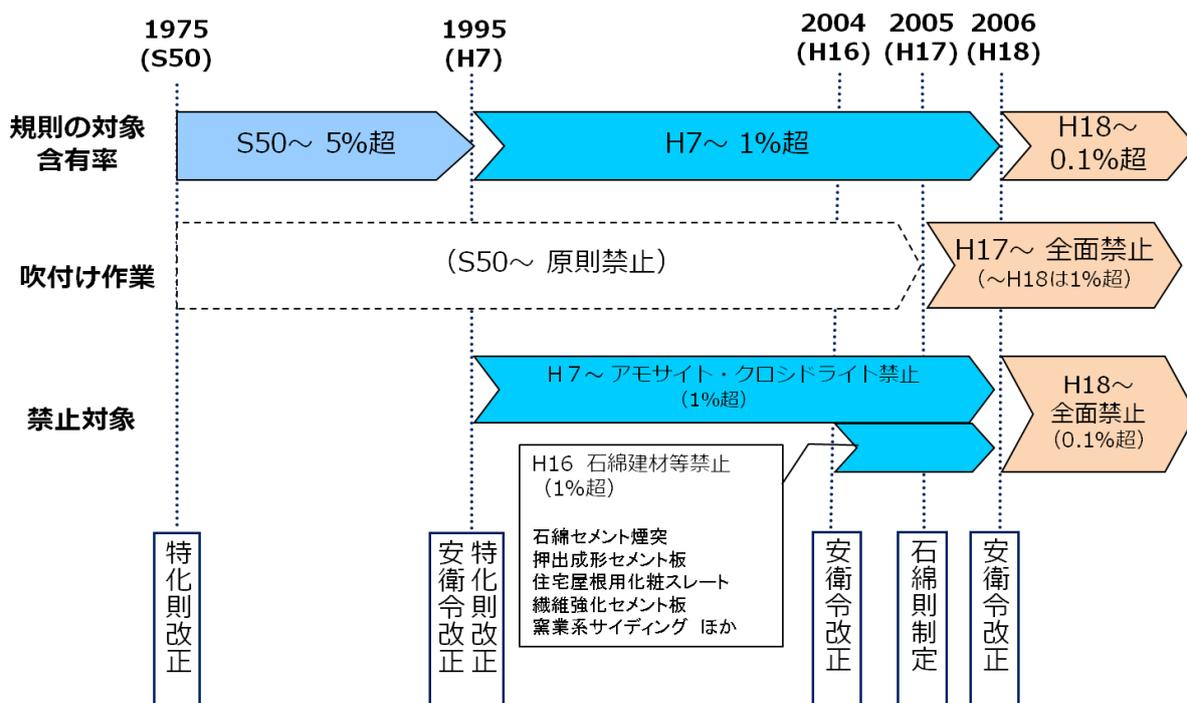 1975
(S50)
1995
(H7)
2004
(H16)
2005
(H17)
2006
(H18)
規則の対象
含有率
S50～ 5%超
H7～ 1%超
H18～
0.1%超
吹付け作業
(S50～ 原則禁止)
H17～ 全面禁止
(～H18は1%超)
禁止対象
H7～ アモサイト・クロシドライト禁止
(1%超)
H18～
全面禁止
(0.1%超)
H16 石綿建材等禁止
(1%超)
石綿セメント煙突
押出成形セメント板
住宅屋根用化粧スレート
繊維強化セメント板
窯業系サイディング ほか
特化則改正
特化則改正
安衛令改正
安衛令改正
石綿則制定
安衛令改正